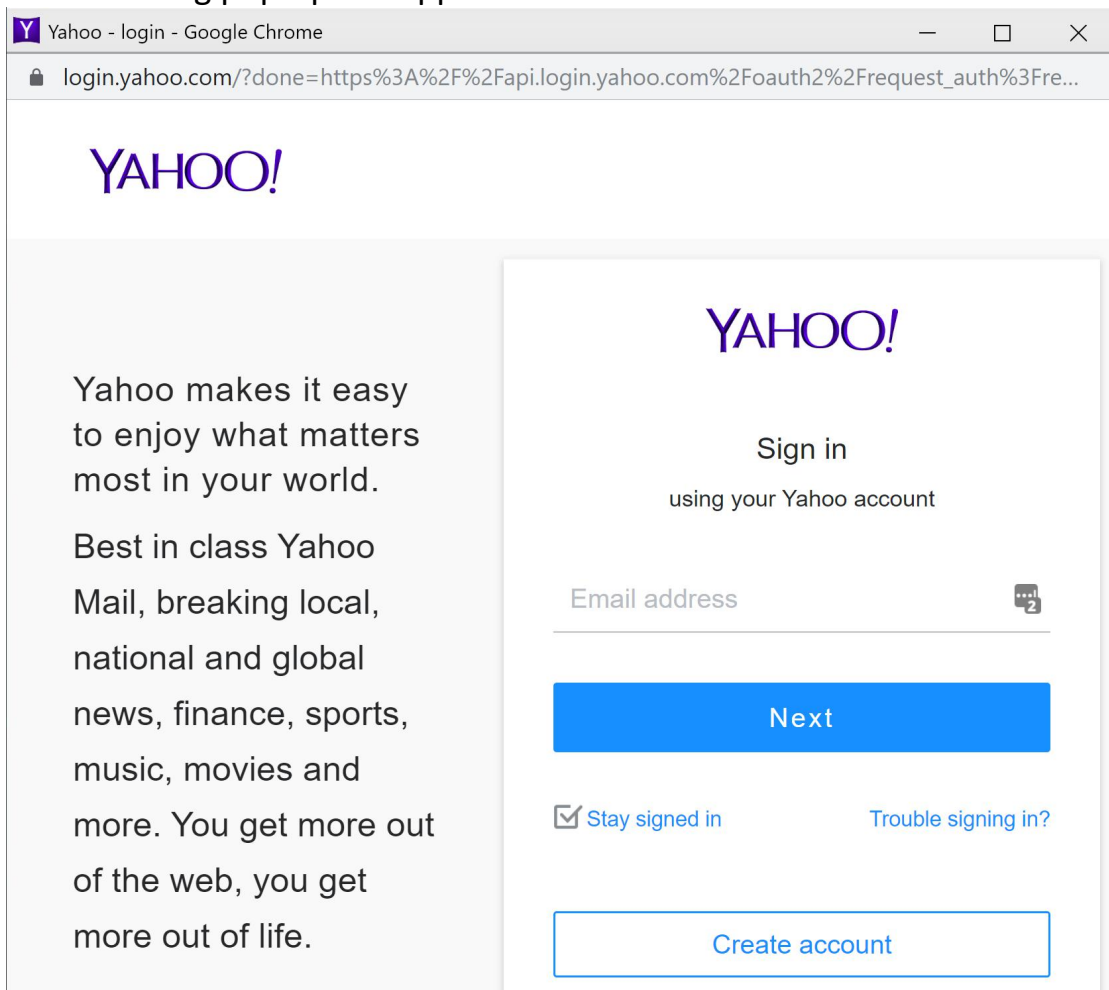 Yahoo - login - Google Chrome
login.yahoo.com/?done=https%3A%2F%2Fapi.login.yahoo.com%2Foauth2%2Frequest_auth%3Fre...
YAHOO!
YAHOO!
Yahoo makes it easy
to enjoy what matters
most in your world.
Best in class Yahoo
Mail, breaking local,
national and global
news, finance, sports,
music, movies and
more. You get more out
of the web, you get
more out of life.
Sign in
using your Yahoo account
Email address
2
Next
Stay signed in
Trouble signing in?
Create account